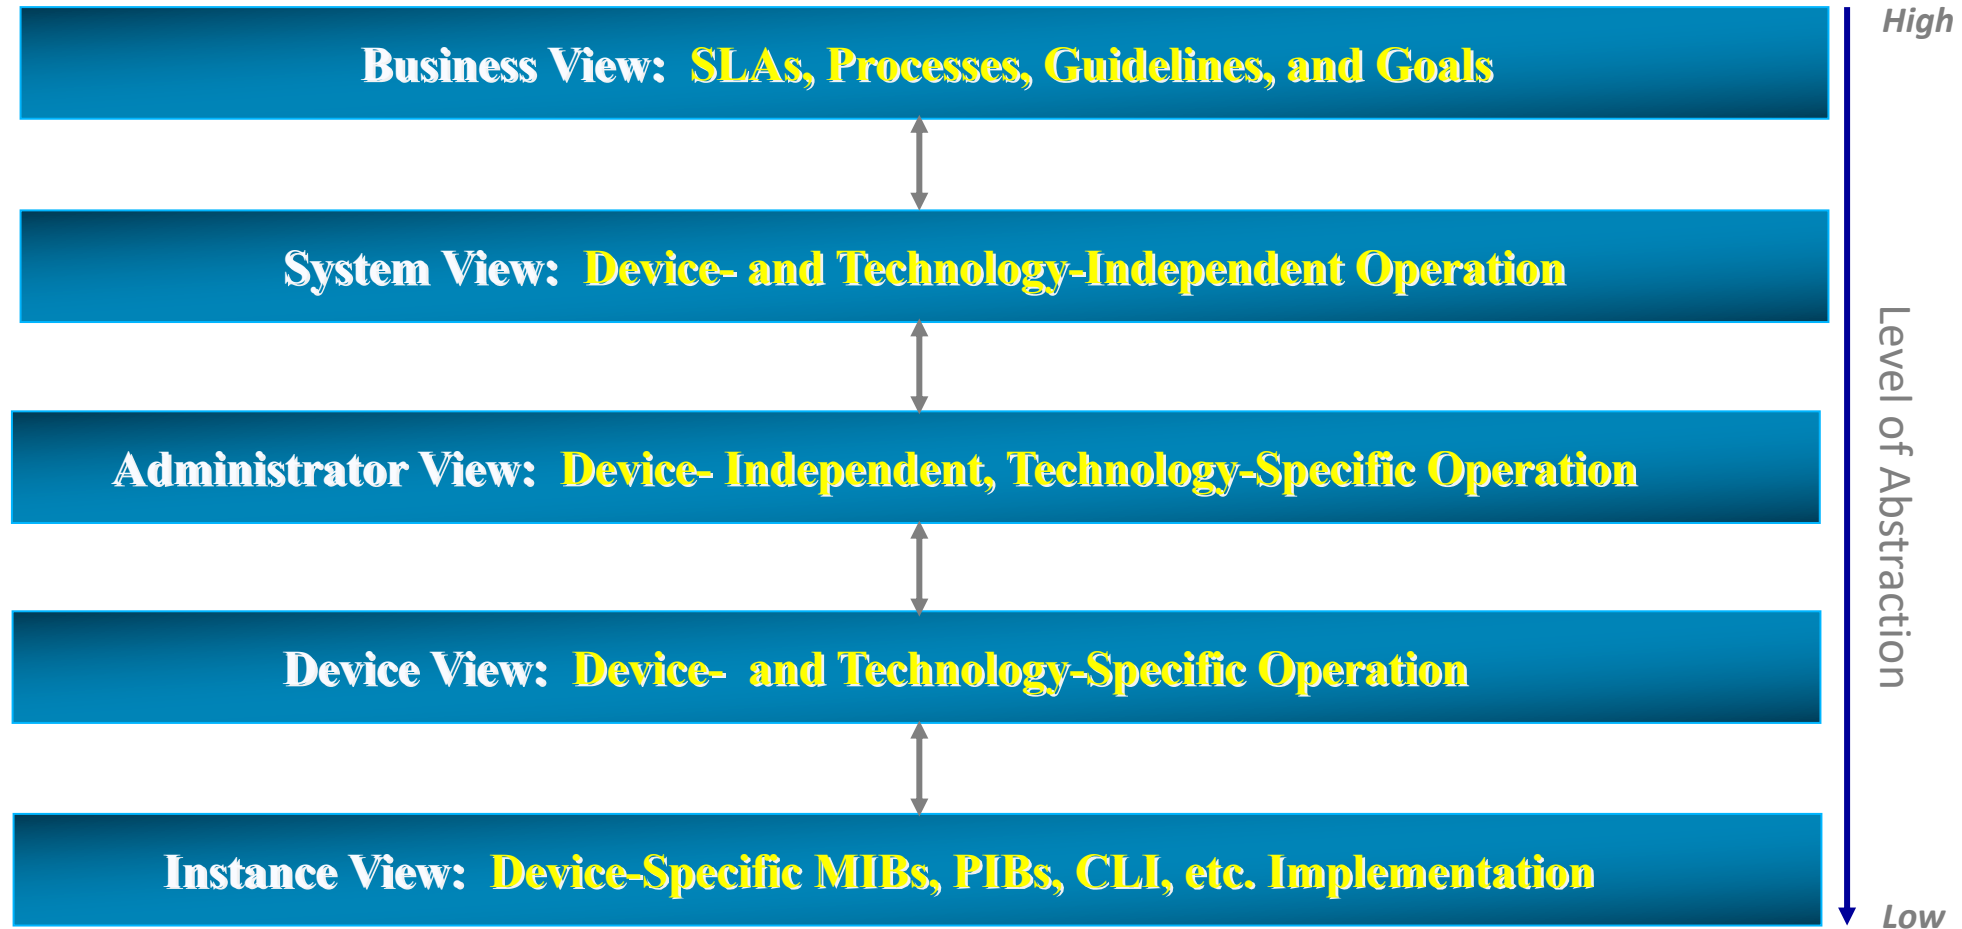 Business View: SLAs, Processes, Guidelines, and Goals
System View: Device- and Technology-Independent Operation
Administrator View: Device- Independent, Technology-Specific Operation
Device View: Device- and Technology-Specific Operation
Instance View: Device-Specific MIBs, PIBs, CLI, etc. Implementation
High
Level of Abstraction
Low